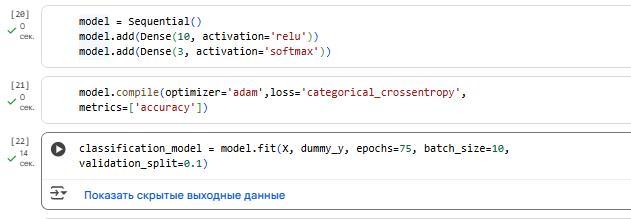 [20]
0
сек.
model = Sequential()
model.add(Dense(10, activation='relu'))
model.add(Dense(3, activation='softmax'))
[21]
0
сек.
model.compile(optimizer='adam',loss='categorical_crossentropy',
metrics=['accuracy'])
[22]
14
сек.
classification_model = model.fit(X, dummy_y, epochs=75, batch_size=10,
validation_split=0.1)
Показать скрытые выходные данные